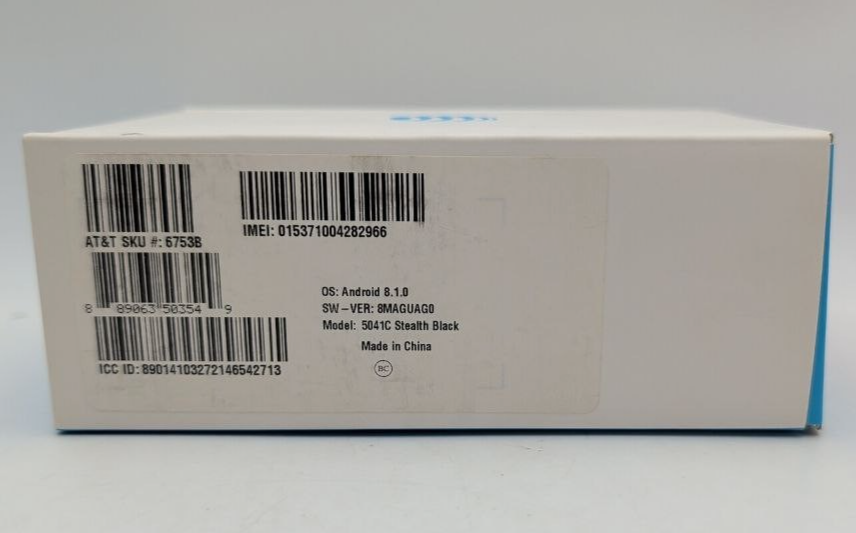 AT&T SKU #: 6753B
IMEI: 015371004282966
8 89063 50354 9
OS: Android 8.1.0
SW-VER: 8MAGUAG0
Model: 5041C Stealth Black
Made in China
BC
ICC ID: 89014103272146542713